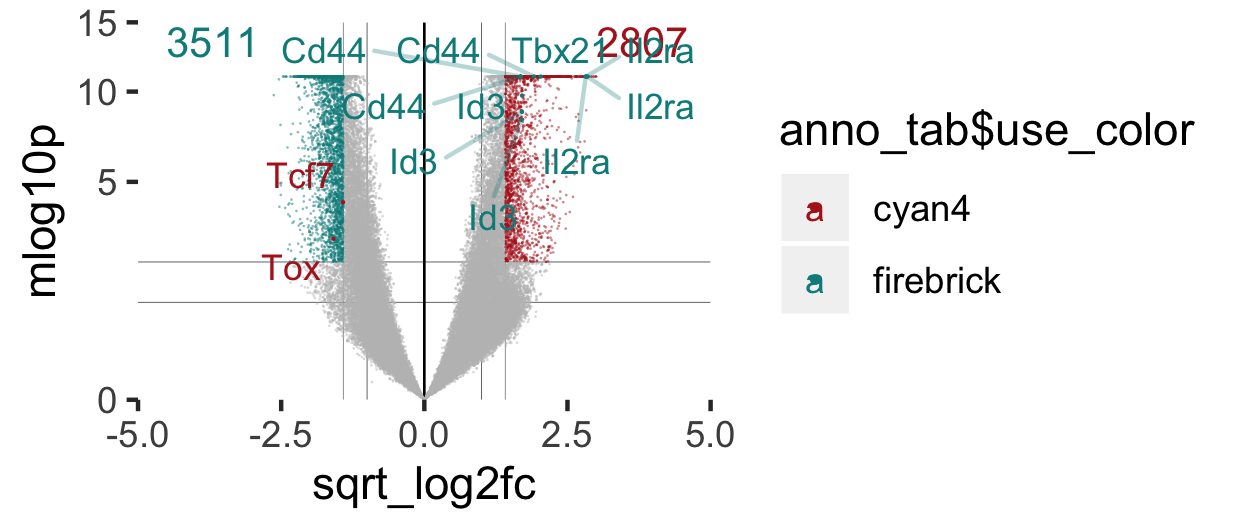 15
10
5
0
mlog10p
3511
2807
Cd44
Cd44
Tbx21
Il2ra
Cd44
Id3
Il2ra
Id3
Il2ra
Tcf7
Id3
Tox
-5.0
-2.5
0.0
2.5
5.0
sqrt_log2fc
anno_tab$use_color
a cyan4
a firebrick